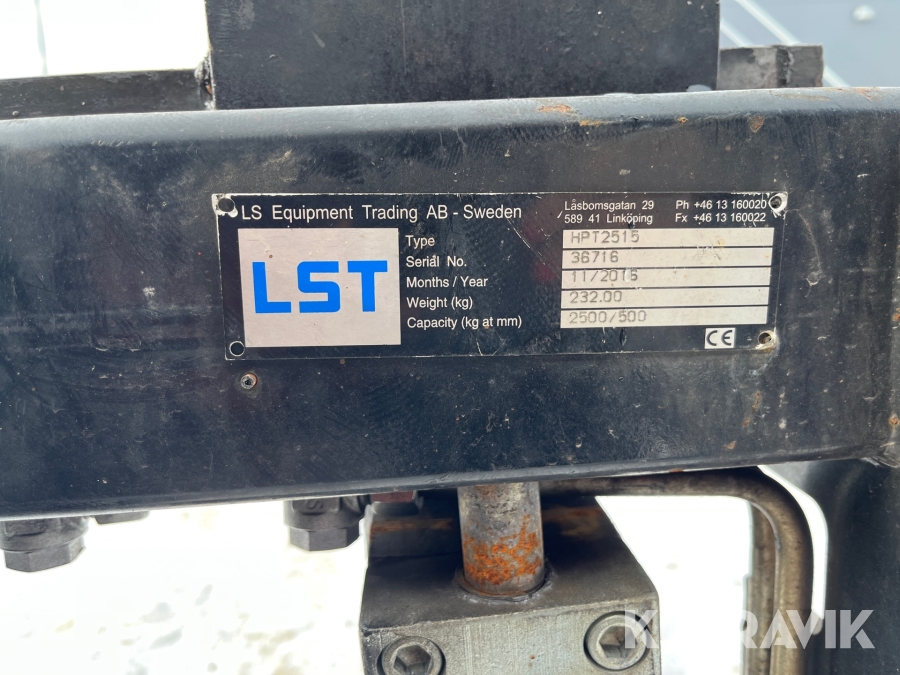 LS Equipment Trading AB - Sweden
Låsbomsgatan 29 Ph +46 13 160020
589 41 Linköping Fx +46 13 160022
LST
Type HPT2515
Serial No. 36716
Months / Year 11/2016
Weight (kg) 232.00
Capacity (kg at mm) 2500/500
CE
KLARAVIK